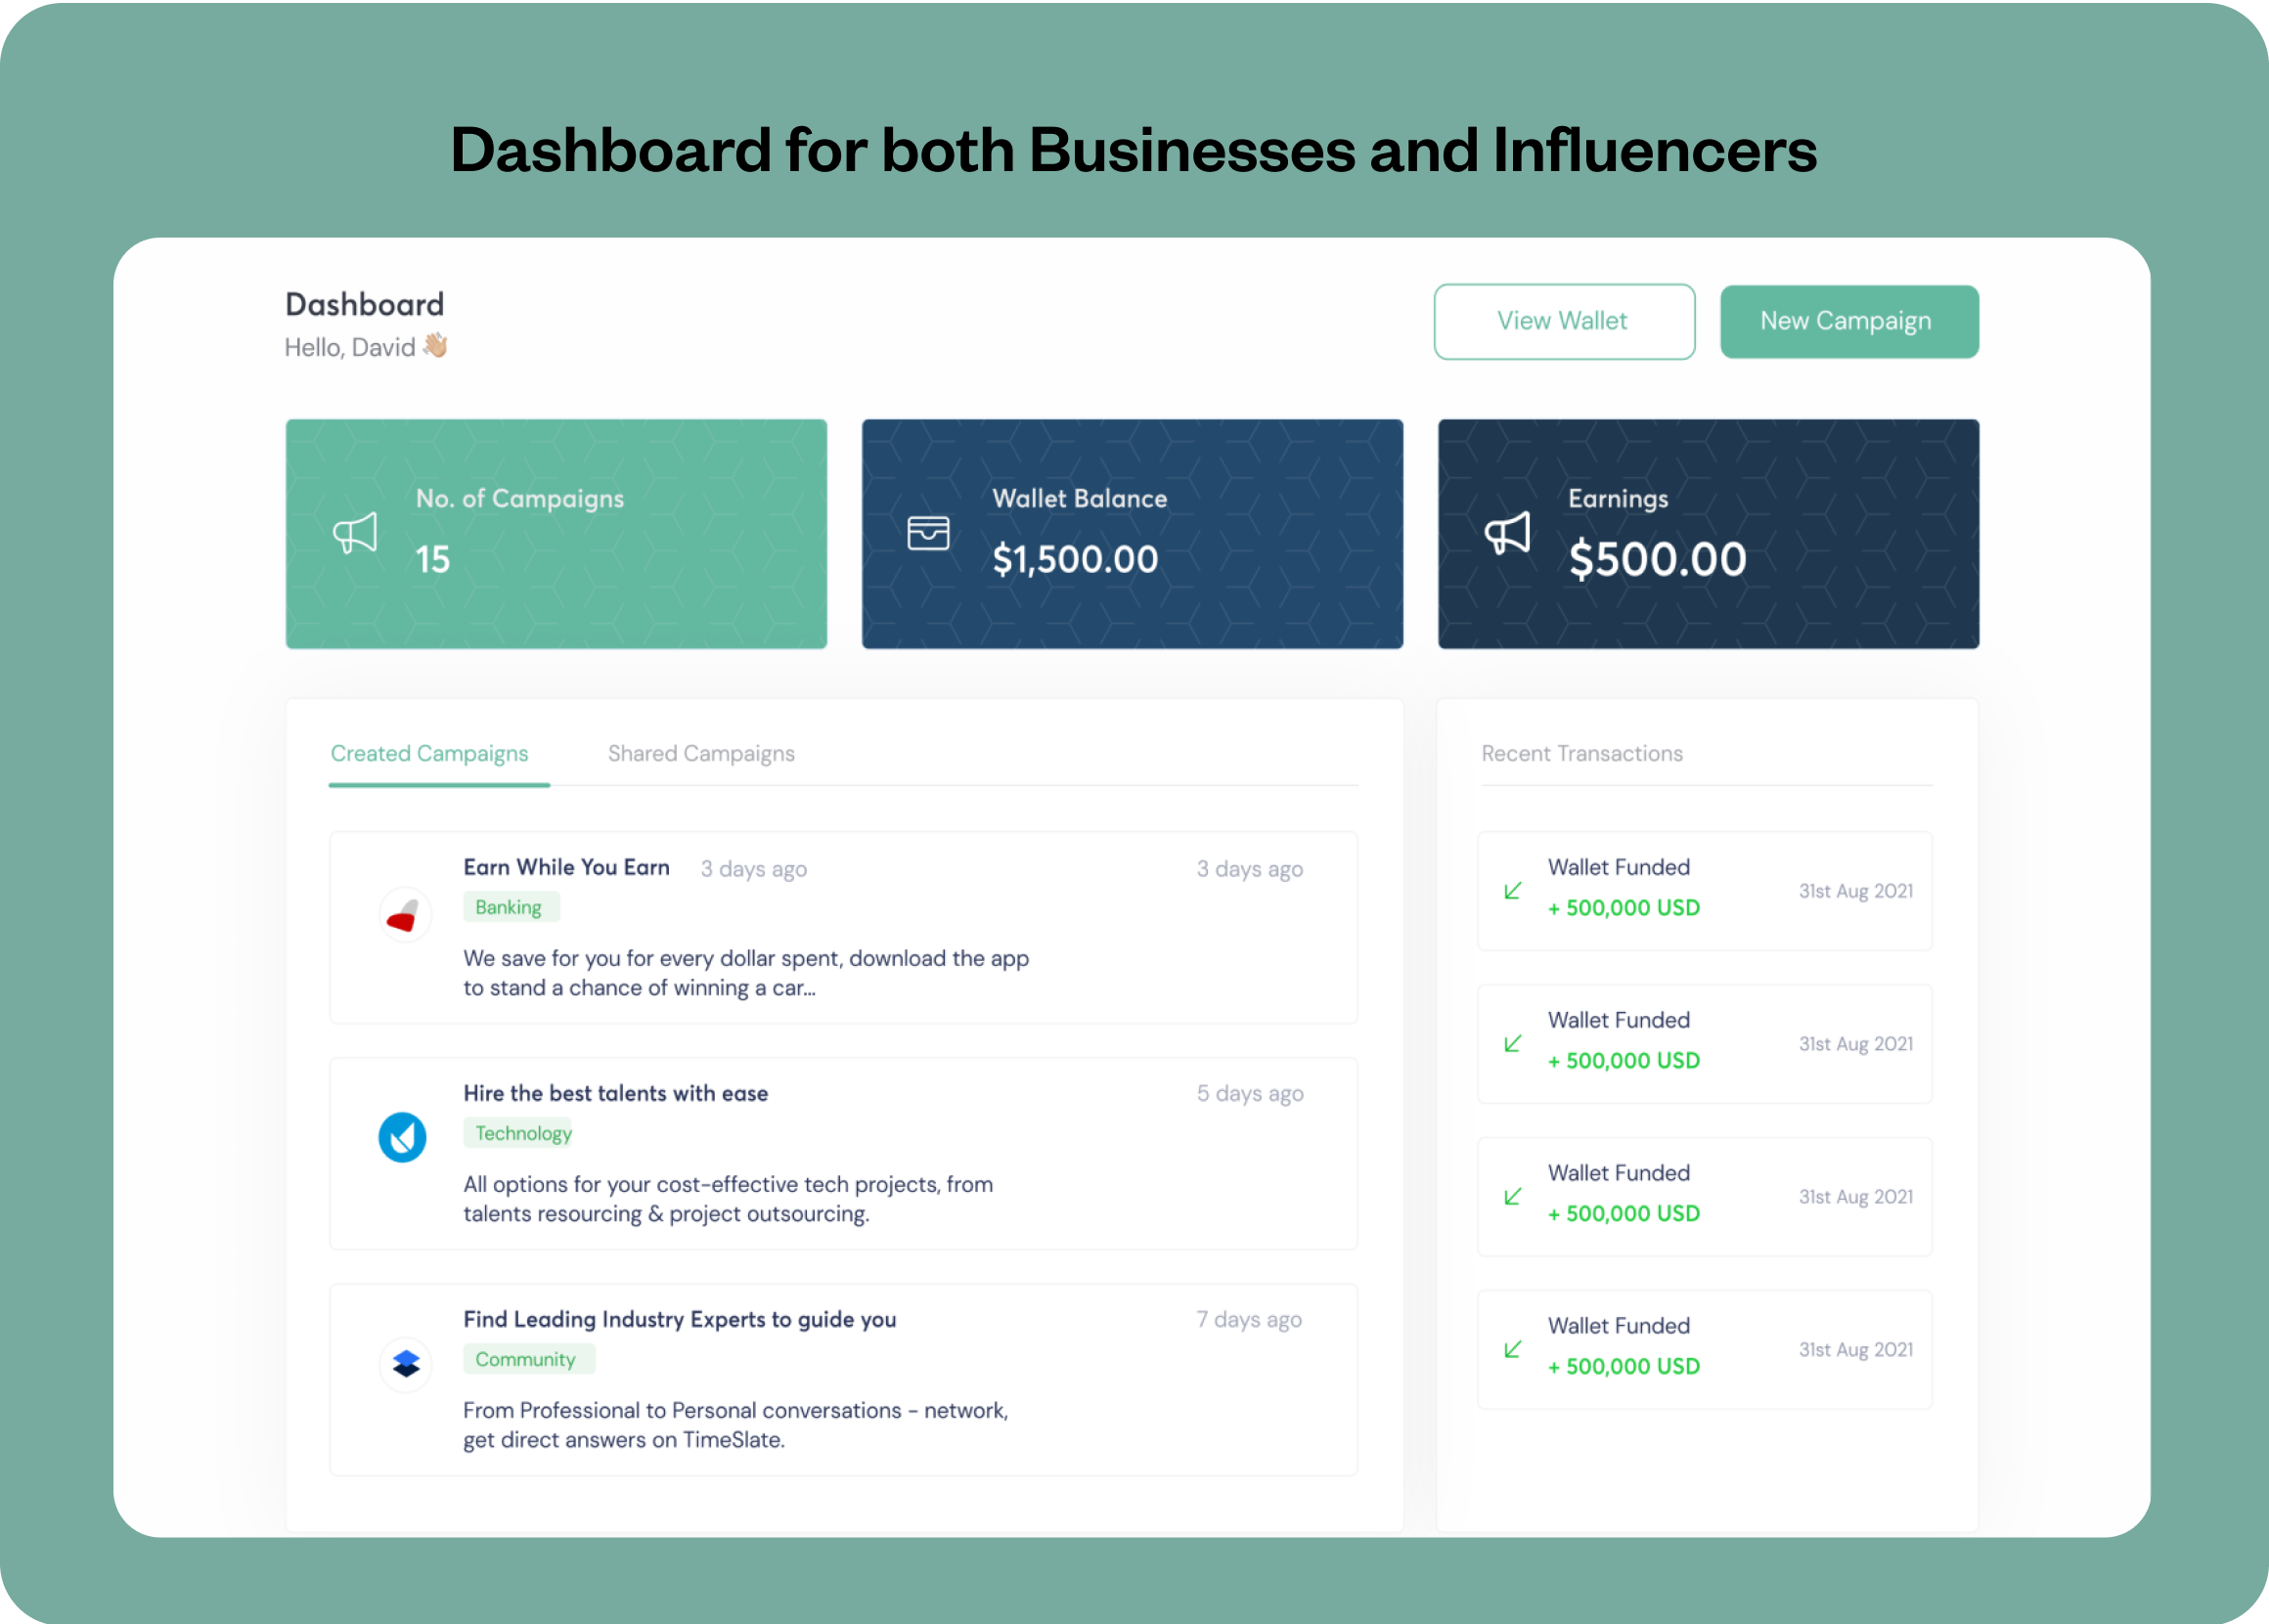 Dashboard for both Businesses and Influencers
Dashboard
Hello, David 👋🏼
View Wallet
New Campaign
No. of Campaigns
15
Wallet Balance
$1,500.00
Earnings
$500.00
Created Campaigns
Shared Campaigns
Earn While You Earn
3 days ago
3 days ago
Banking
We save for you for every dollar spent, download the app
to stand a chance of winning a car...
Hire the best talents with ease
5 days ago
Technology
All options for your cost-effective tech projects, from
talents resourcing & project outsourcing.
Find Leading Industry Experts to guide you
7 days ago
Community
From Professional to Personal conversations - network,
get direct answers on TimeSlate.
Recent Transactions
Wallet Funded
+ 500,000 USD
31st Aug 2021
Wallet Funded
+ 500,000 USD
31st Aug 2021
Wallet Funded
+ 500,000 USD
31st Aug 2021
Wallet Funded
+ 500,000 USD
31st Aug 2021